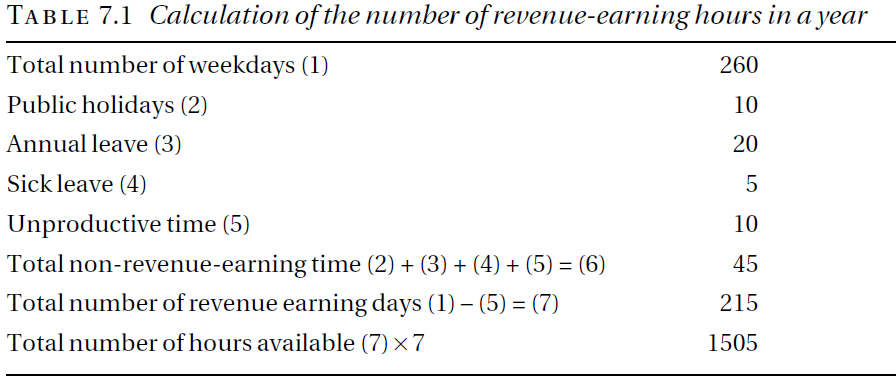 TABLE 7.1 Calculation of the number of revenue-earning hours in a year
Total number of weekdays (1) 260
Public holidays (2) 10
Annual leave (3) 20
Sick leave (4) 5
Unproductive time (5) 10
Total non-revenue-earning time (2) + (3) + (4) + (5) = (6) 45
Total number of revenue earning days (1) – (5) = (7) 215
Total number of hours available (7) × 7 1505